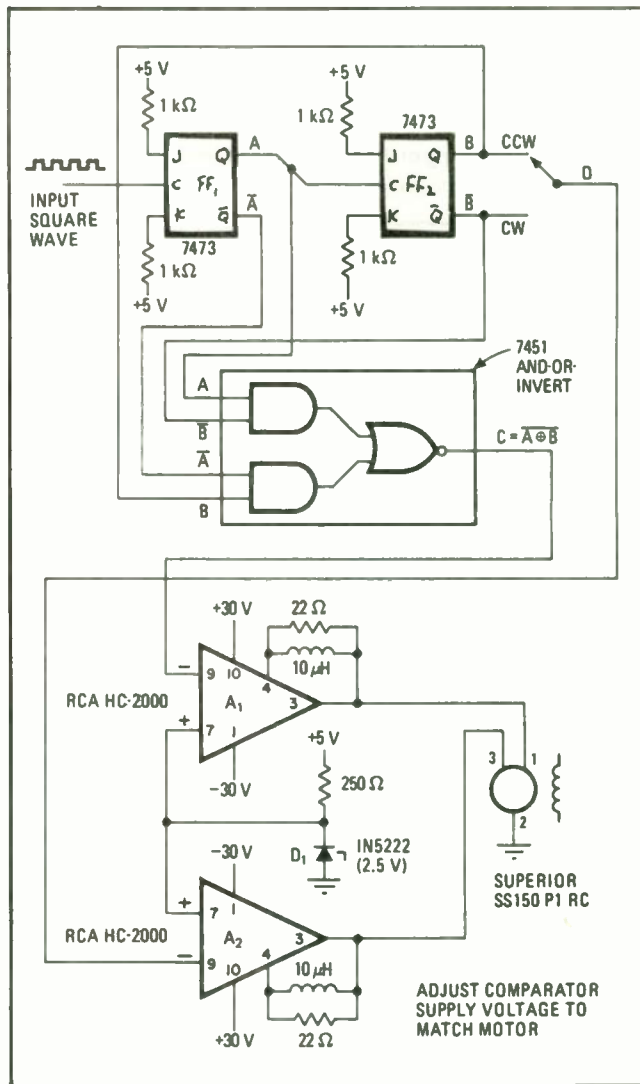 +5 V
+5 V
7473
1 kΩ
1 kΩ
J Q A
J Q B CCW
D
C FF₁
C FF₂
INPUT
SQUARE
WAVE
K Q̅ A̅
K Q̅ B̅
CW
7473
1 kΩ
1 kΩ
+5 V
+5 V
7451
AND-OR-
INVERT
A
B̅
C = A̅ ̅⊕̅ ̅B̅
A̅
B
+30 V
22 Ω
10 µH
− 9 10 4
RCA HC-2000
A₁ 3
+ 7 1
+5 V
−30 V
250 Ω
3 1
2
−30 V
D₁
IN5222
(2.5 V)
SUPERIOR
SS150 P1 RC
+ 7 1
RCA HC-2000
A₂ 3
− 9 10 4
10 µH
22 Ω
+30 V
ADJUST COMPARATOR
SUPPLY VOLTAGE TO
MATCH MOTOR